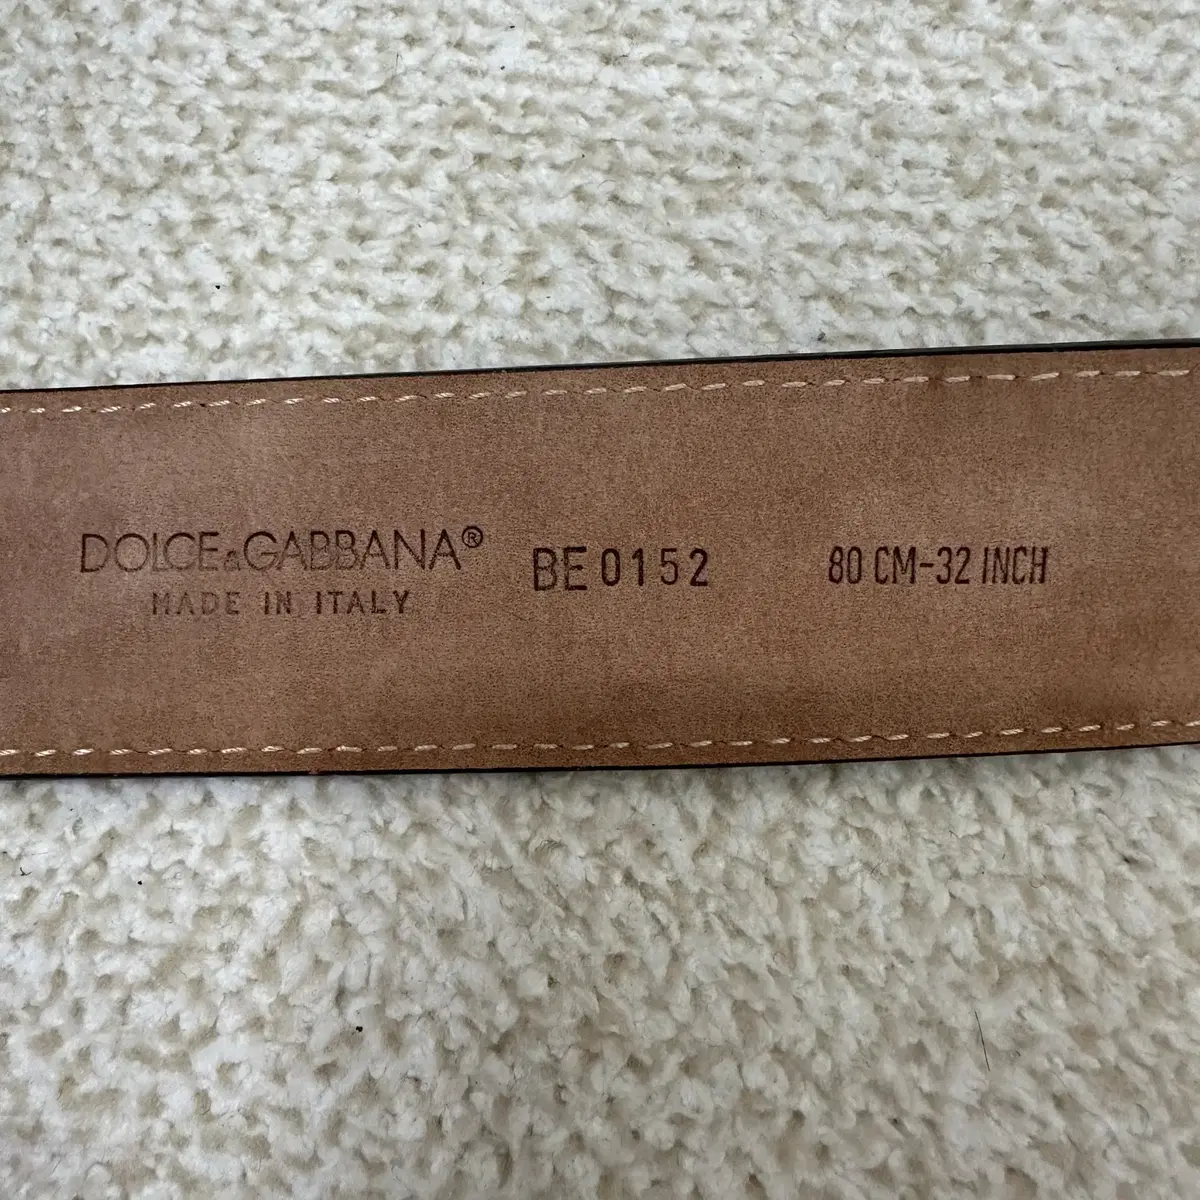 DOLCE&GABBANA®
MADE IN ITALY
BE 0152
80 CM-32 INCH